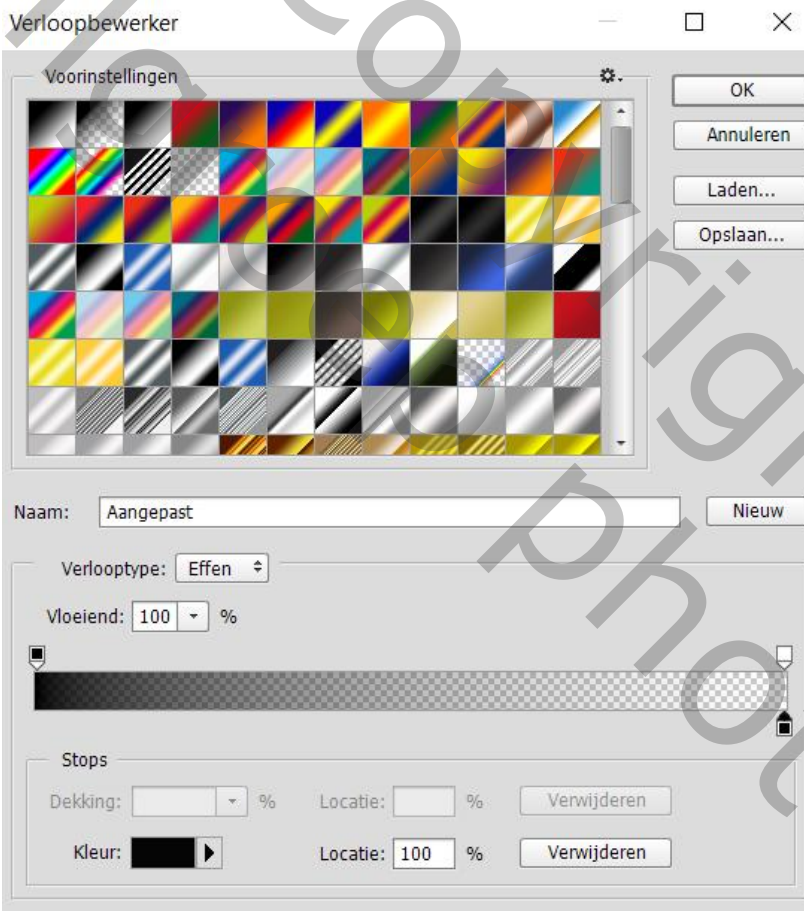 Verloopbewerker
Voorinstellingen
OK
Annuleren
Laden...
Opslaan...
Naam: Aangepast
Nieuw
Verlooptype: Effen
Vloeiend: 100 %
Stops
Dekking: % Locatie: % Verwijderen
Kleur: Locatie: 100 % Verwijderen